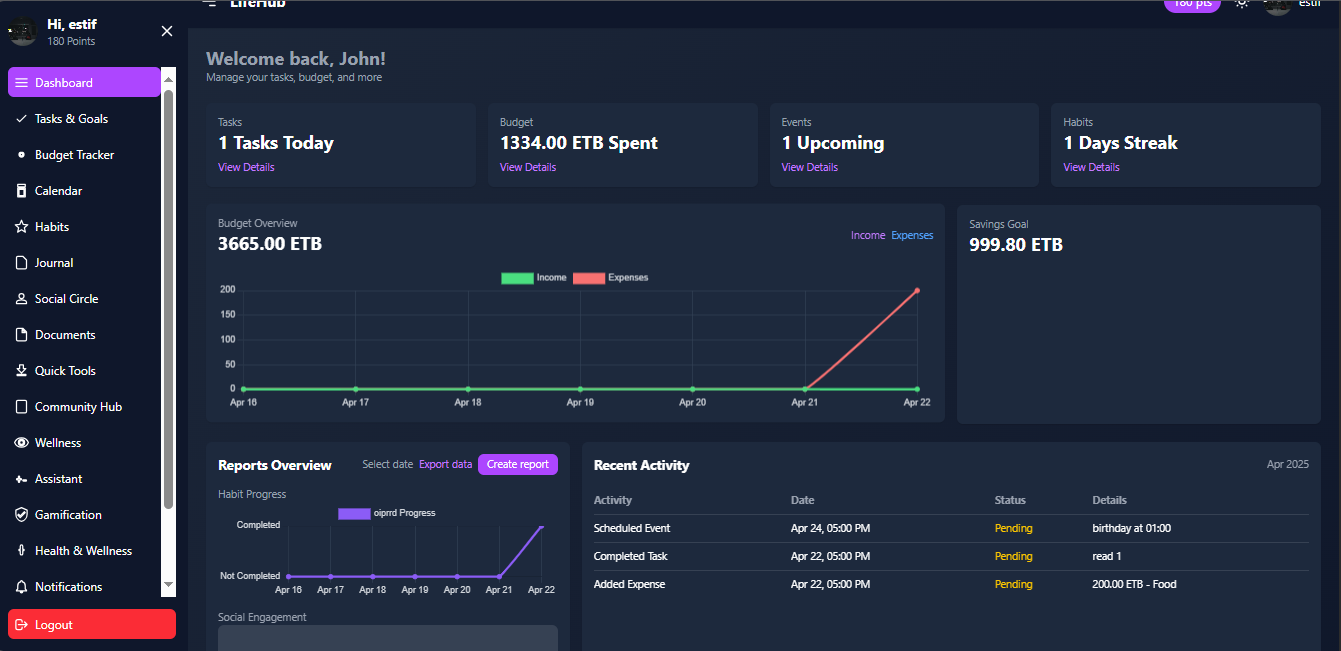 Hi, estif
180 Points
Dashboard
Tasks & Goals
Budget Tracker
Calendar
Habits
Journal
Social Circle
Documents
Quick Tools
Community Hub
Wellness
Assistant
Gamification
Health & Wellness
Notifications
Logout
LifeHub
180 pts
estif
Welcome back, John!
Manage your tasks, budget, and more
Tasks
1 Tasks Today
View Details
Budget
1334.00 ETB Spent
View Details
Events
1 Upcoming
View Details
Habits
1 Days Streak
View Details
Budget Overview
3665.00 ETB
Income Expenses
Income Expenses
200
150
100
50
0
Apr 16 Apr 17 Apr 18 Apr 19 Apr 20 Apr 21 Apr 22
Savings Goal
999.80 ETB
Reports Overview Select date Export data Create report
Habit Progress
oiprrd Progress
Completed
Not Completed
Apr 16 Apr 17 Apr 18 Apr 19 Apr 20 Apr 21 Apr 22
Social Engagement
Recent Activity Apr 2025
Activity Date Status Details
Scheduled Event Apr 24, 05:00 PM Pending birthday at 01:00
Completed Task Apr 22, 05:00 PM Pending read 1
Added Expense Apr 22, 05:00 PM Pending 200.00 ETB - Food